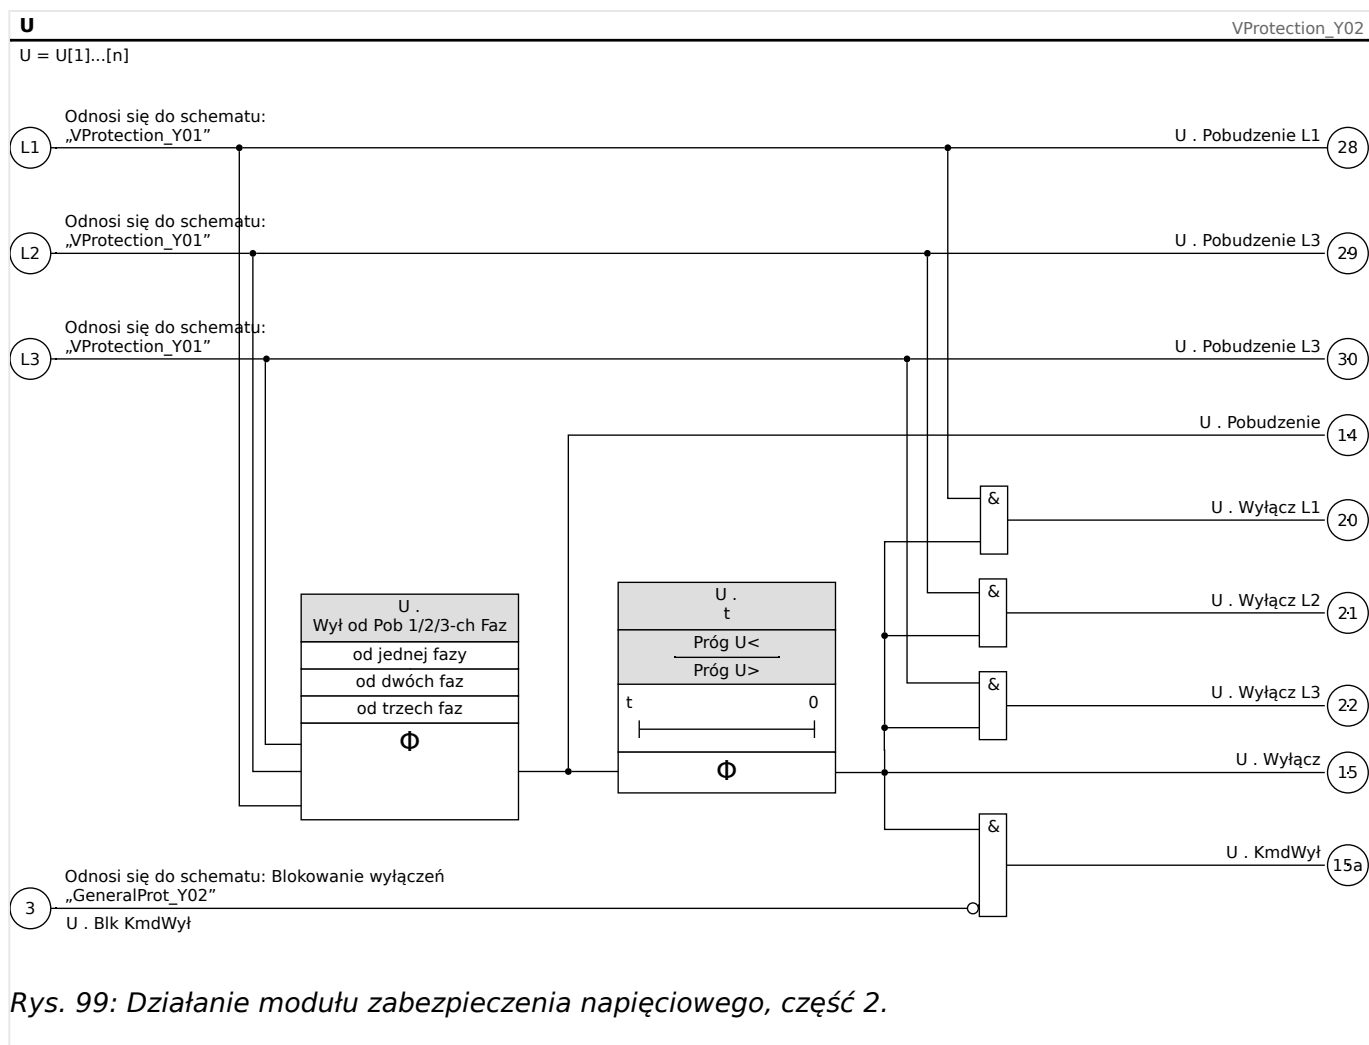 U
VProtection_Y02
U = U[1]...[n]
Odnosi się do schematu:
„VProtection_Y01”
L1
U . Pobudzenie L1
28
Odnosi się do schematu:
„VProtection_Y01”
L2
U . Pobudzenie L3
29
Odnosi się do schematu:
„VProtection_Y01”
L3
U . Pobudzenie L3
30
U . Pobudzenie
14
&
U . Wyłącz L1
20
&
U . Wyłącz L2
21
U .
Wył od Pob 1/2/3-ch Faz
od jednej fazy
od dwóch faz
od trzech faz
Φ
U .
t
Próg U<
Próg U>
t 0
Φ
&
U . Wyłącz L3
22
U . Wyłącz
15
&
U . KmdWył
15a
Odnosi się do schematu: Blokowanie wyłączeń
„GeneralProt_Y02”
3
U . Blk KmdWył
Rys. 99: Działanie modułu zabezpieczenia napięciowego, część 2.